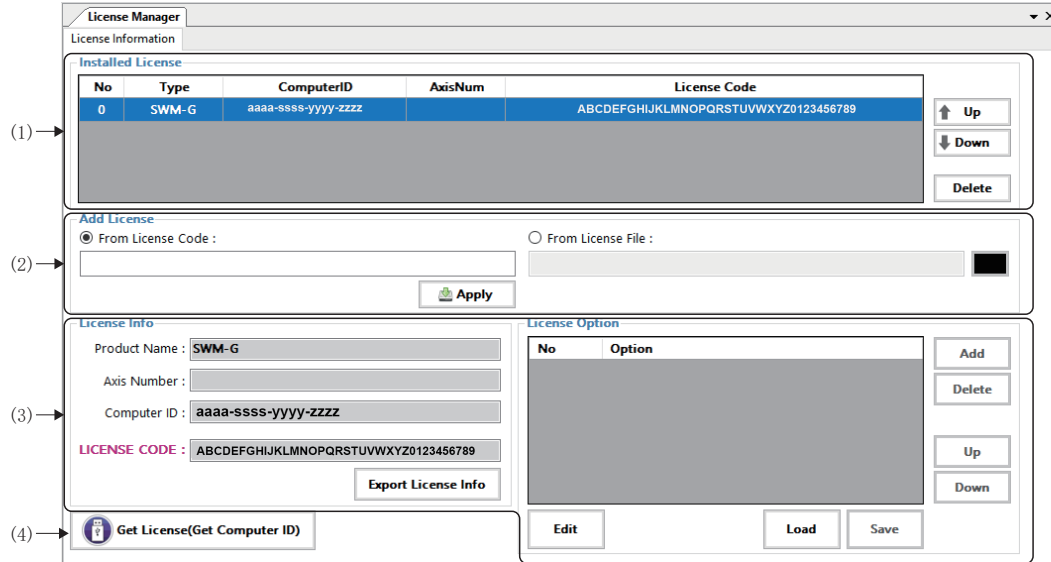 License Manager
License Information
Installed License
No Type ComputerID AxisNum License Code
0 SWM-G aaaa-ssss-yyyy-zzzz ABCDEFGHIJKLMNOPQRSTUVWXYZ0123456789
Up
(1)
Down
Delete
Add License
From License Code : From License File :
(2)
Apply
License Info License Option
Product Name : SWM-G No Option
Add
Axis Number :
Delete
(3) Computer ID : aaaa-ssss-yyyy-zzzz
LICENSE CODE : ABCDEFGHIJKLMNOPQRSTUVWXYZ0123456789
Up
Export License Info
Down
(4) Get License(Get Computer ID) Edit Load Save